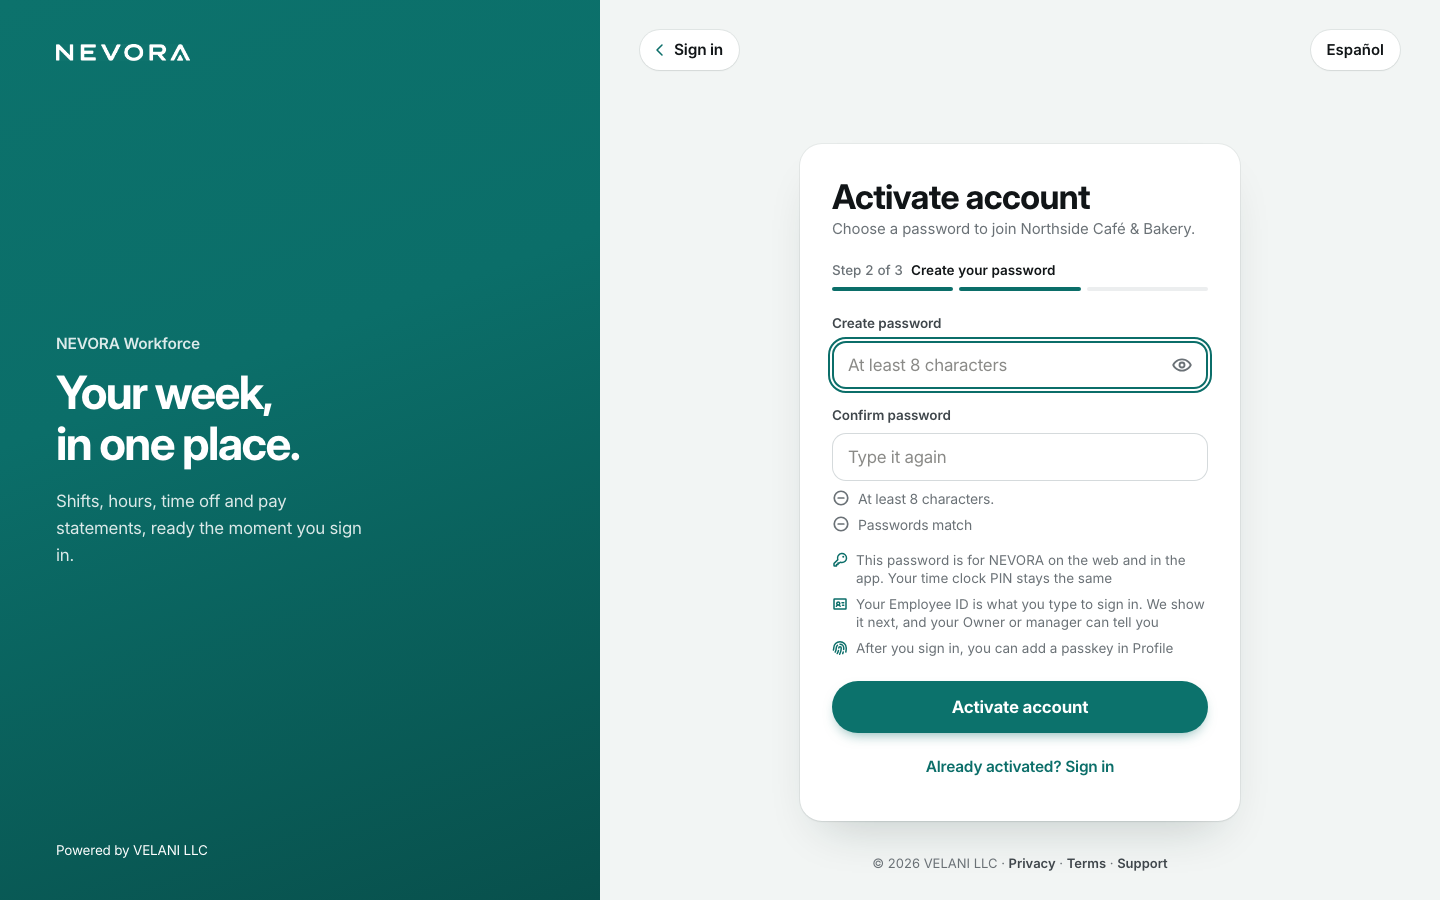 NEVORA
NEVORA Workforce
Your week,
in one place.
Shifts, hours, time off and pay
statements, ready the moment you sign
in.
Powered by VELANI LLC
Sign in
Español
Activate account
Choose a password to join Northside Café & Bakery.
Step 2 of 3 Create your password
Create password
At least 8 characters
Confirm password
Type it again
At least 8 characters.
Passwords match
This password is for NEVORA on the web and in the
app. Your time clock PIN stays the same
Your Employee ID is what you type to sign in. We show
it next, and your Owner or manager can tell you
After you sign in, you can add a passkey in Profile
Activate account
Already activated? Sign in
© 2026 VELANI LLC · Privacy · Terms · Support